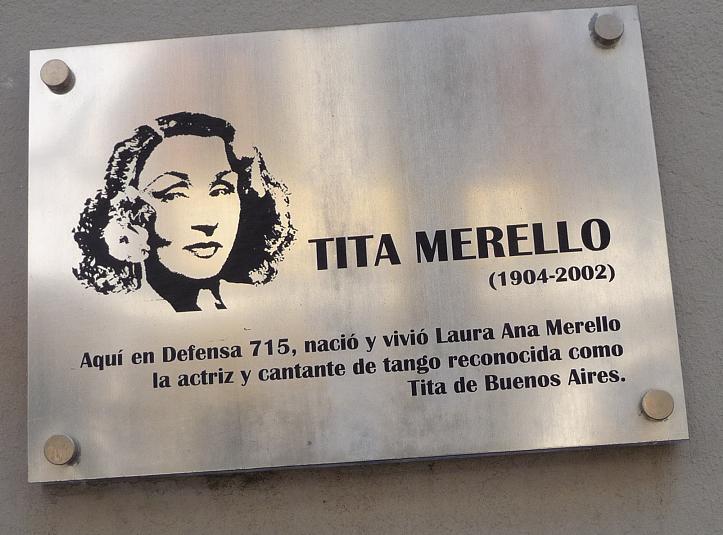 TITA MERELLO
(1904-2002)
Aquí en Defensa 715, nació y vivió Laura Ana Merello
la actriz y cantante de tango reconocida como
Tita de Buenos Aires.